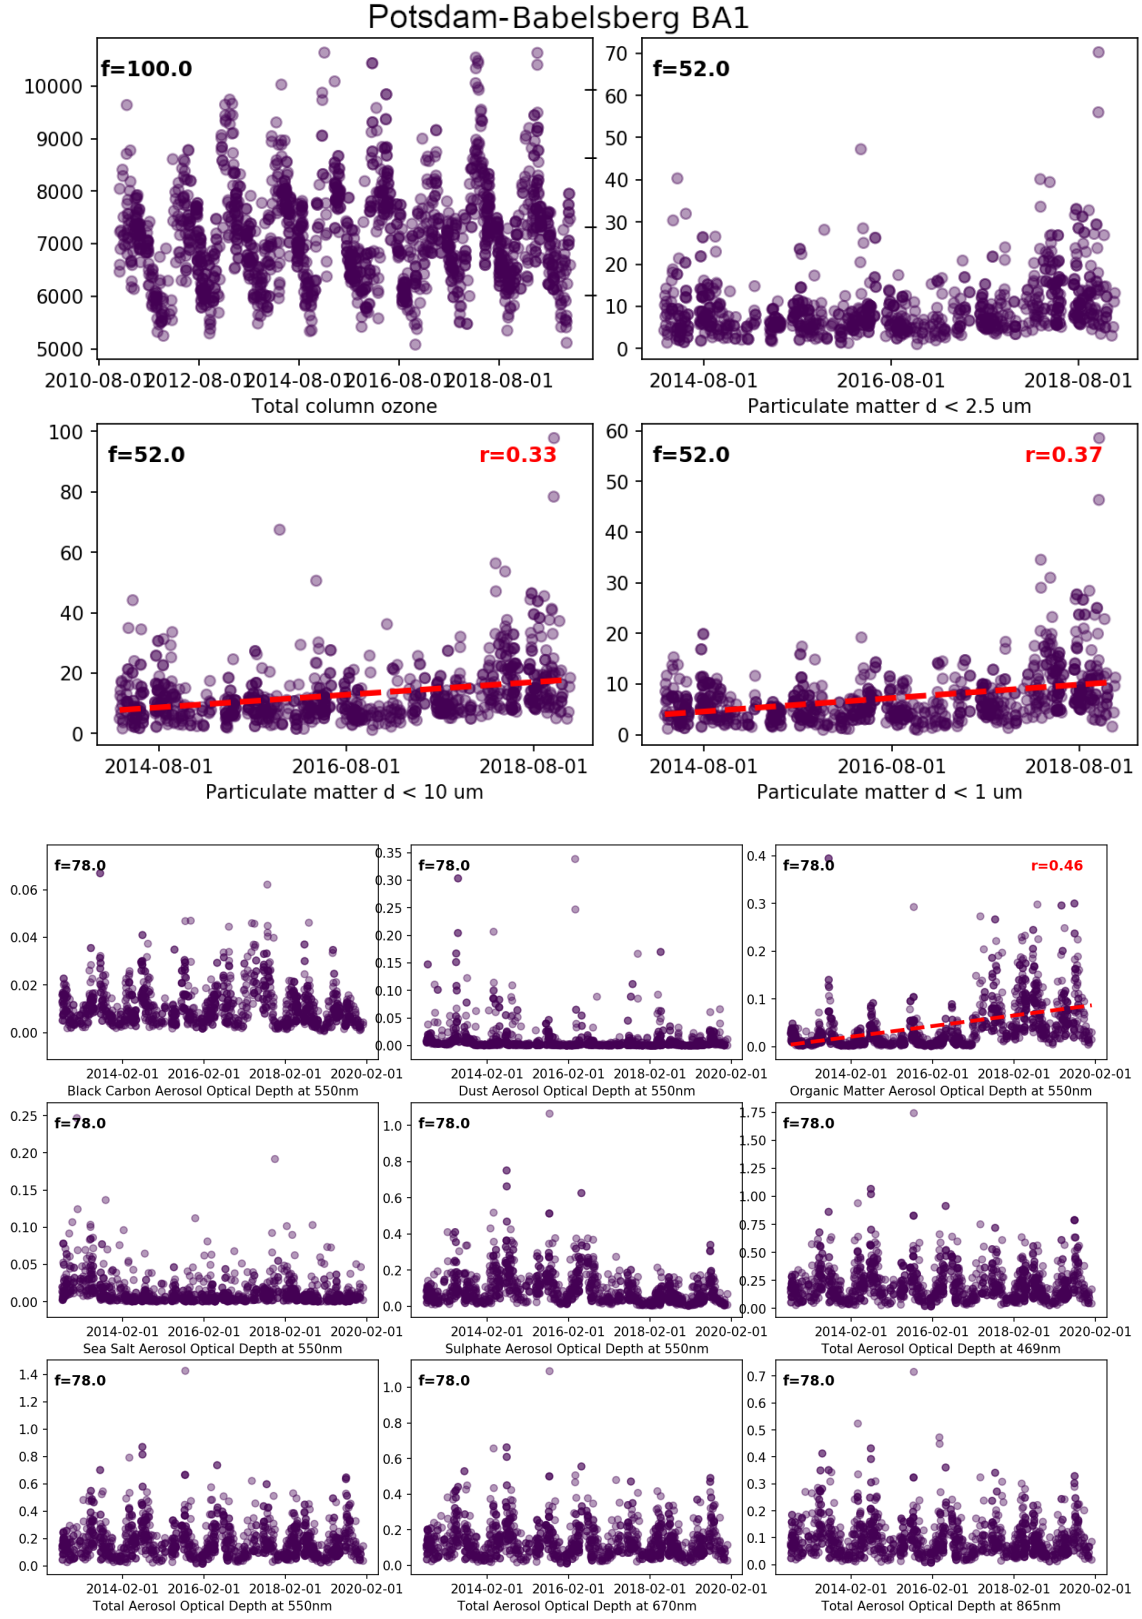 Potsdam-Babelsberg BA1
f=100.0
10000
9000
8000
7000
6000
5000
2010-08-01 2012-08-01 2014-08-01 2016-08-01 2018-08-01
Total column ozone
f=52.0
70
60
50
40
30
20
10
0
2014-08-01 2016-08-01 2018-08-01
Particulate matter d < 2.5 um
f=52.0 r=0.33
100
80
60
40
20
0
2014-08-01 2016-08-01 2018-08-01
Particulate matter d < 10 um
f=52.0 r=0.37
60
50
40
30
20
10
0
2014-08-01 2016-08-01 2018-08-01
Particulate matter d < 1 um
f=78.0
0.06
0.04
0.02
0.00
2014-02-01 2016-02-01 2018-02-01 2020-02-01
Black Carbon Aerosol Optical Depth at 550nm
f=78.0
0.35
0.30
0.25
0.20
0.15
0.10
0.05
0.00
2014-02-01 2016-02-01 2018-02-01 2020-02-01
Dust Aerosol Optical Depth at 550nm
f=78.0 r=0.46
0.4
0.3
0.2
0.1
0.0
2014-02-01 2016-02-01 2018-02-01 2020-02-01
Organic Matter Aerosol Optical Depth at 550nm
f=78.0
0.25
0.20
0.15
0.10
0.05
0.00
2014-02-01 2016-02-01 2018-02-01 2020-02-01
Sea Salt Aerosol Optical Depth at 550nm
f=78.0
1.0
0.8
0.6
0.4
0.2
0.0
2014-02-01 2016-02-01 2018-02-01 2020-02-01
Sulphate Aerosol Optical Depth at 550nm
f=78.0
1.75
1.50
1.25
1.00
0.75
0.50
0.25
0.00
2014-02-01 2016-02-01 2018-02-01 2020-02-01
Total Aerosol Optical Depth at 469nm
f=78.0
1.4
1.2
1.0
0.8
0.6
0.4
0.2
0.0
2014-02-01 2016-02-01 2018-02-01 2020-02-01
Total Aerosol Optical Depth at 550nm
f=78.0
1.0
0.8
0.6
0.4
0.2
0.0
2014-02-01 2016-02-01 2018-02-01 2020-02-01
Total Aerosol Optical Depth at 670nm
f=78.0
0.7
0.6
0.5
0.4
0.3
0.2
0.1
0.0
2014-02-01 2016-02-01 2018-02-01 2020-02-01
Total Aerosol Optical Depth at 865nm